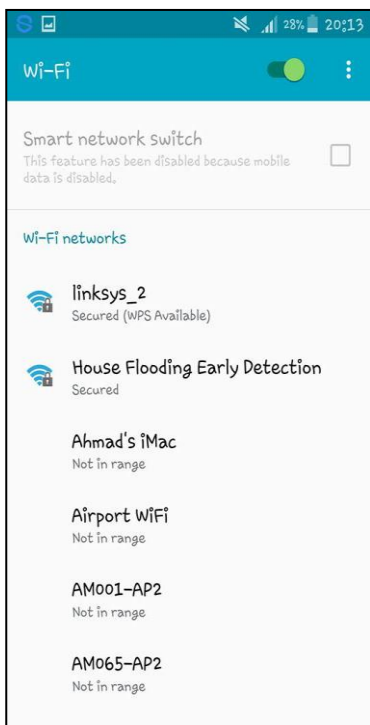 28% 20:13
Wi-Fi
Smart network switch
This feature has been disabled because mobile
data is disabled.
Wi-Fi networks
linksys_2
Secured (WPS Available)
House Flooding Early Detection
Secured
Ahmad's iMac
Not in range
Airport WiFi
Not in range
AM001-AP2
Not in range
AM065-AP2
Not in range